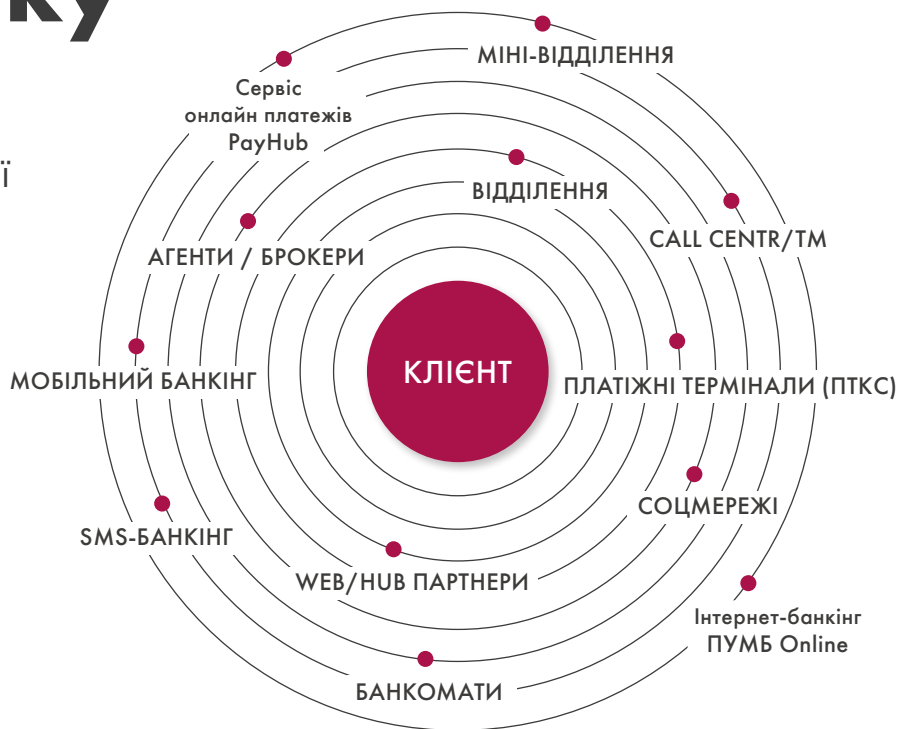 ку
МІНІ-ВІДДІЛЕННЯ
Сервіс
онлайн платежів
PayHub
ї
ВІДДІЛЕННЯ
CALL CENTR/TM
АГЕНТИ / БРОКЕРИ
КЛІЄНТ
МОБІЛЬНИЙ БАНКІНГ
ПЛАТІЖНІ ТЕРМІНАЛИ (ПТКС)
СОЦМЕРЕЖІ
SMS-БАНКІНГ
WEB/HUB ПАРТНЕРИ
Інтернет-банкінг
ПУМБ Online
БАНКОМАТИ